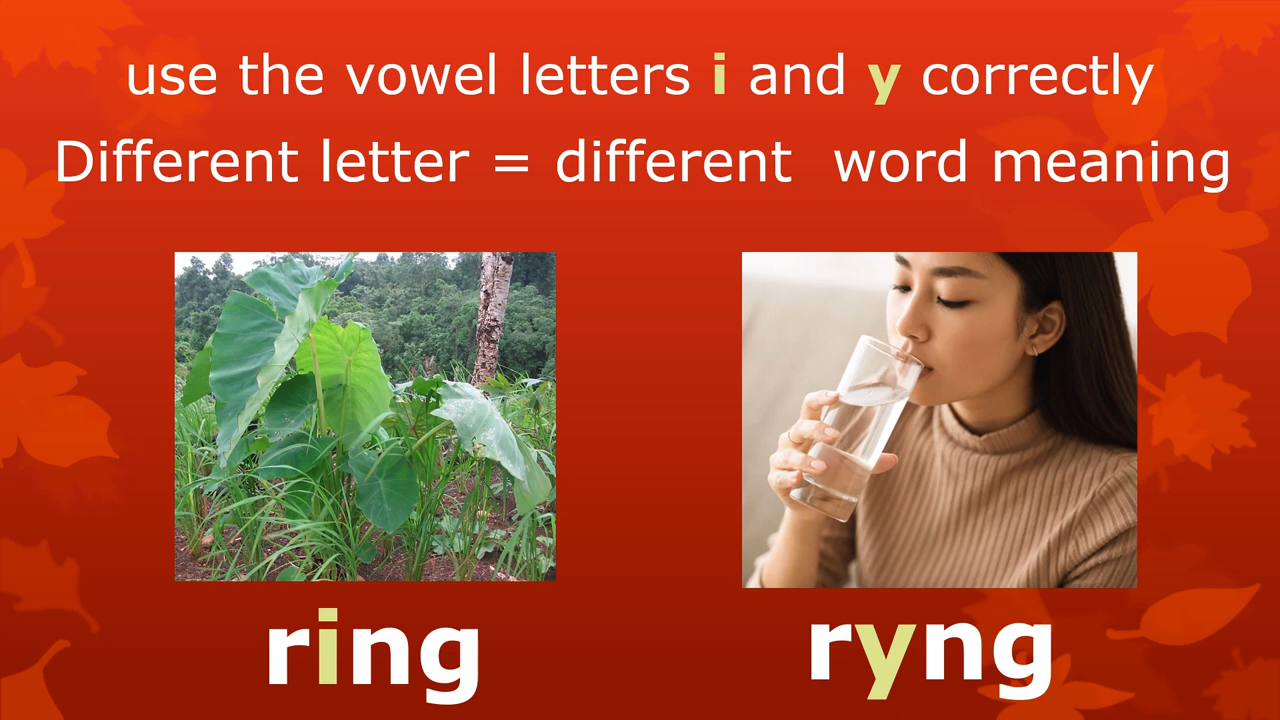 use the vowel letters i and y correctly
Different letter = different  word meaning
ring
ryng